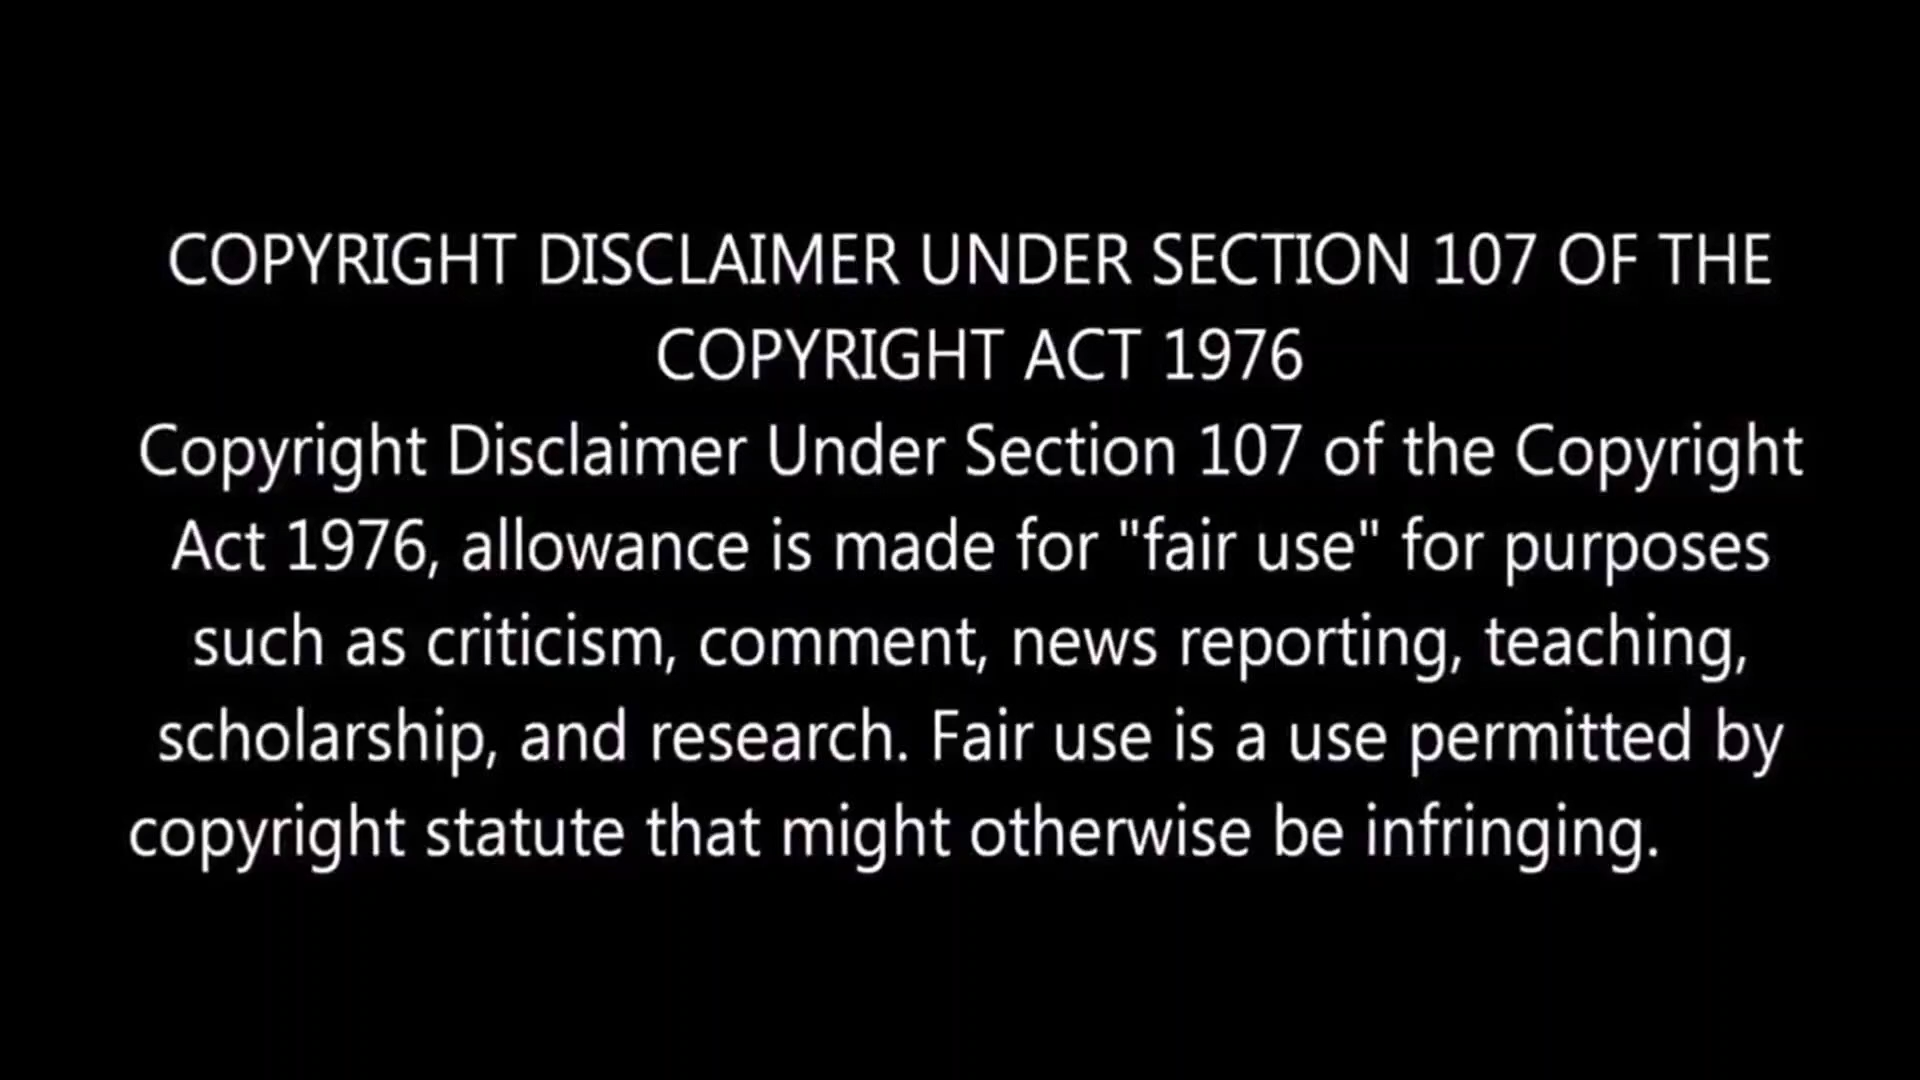 COPYRIGHT DISCLAIMER UNDER SECTION 107 OF THE
COPYRIGHT ACT 1976
Copyright Disclaimer Under Section 107 of the Copyright
Act 1976, allowance is made for "fair use" for purposes
such as criticism, comment, news reporting, teaching,
scholarship, and research. Fair use is a use permitted by
copyright statute that might otherwise be infringing.